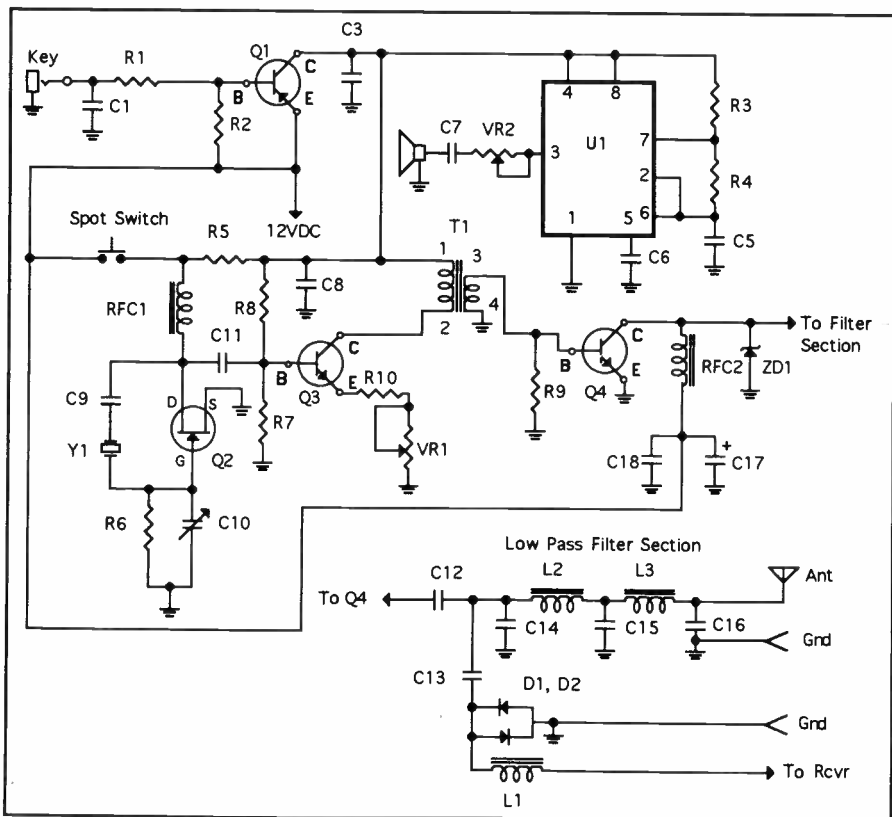 Key
R1
Q1
C3
C
B
E
C1
R2
4
8
R3
C7
VR2
3
U1
7
2
R4
1
5
6
C6
C5
12VDC
Spot Switch
R5
T1
1
3
2
4
C8
RFC1
R8
C11
C
B
E
Q3
R10
C
B
E
Q4
R9
RFC2
ZD1
To Filter
Section
C9
D
S
Y1
G
Q2
R7
VR1
C18
+
C17
R6
C10
Low Pass Filter Section
C12
L2
L3
Ant
To Q4
C14
C15
C16
Gnd
C13
D1, D2
Gnd
To Rcvr
L1